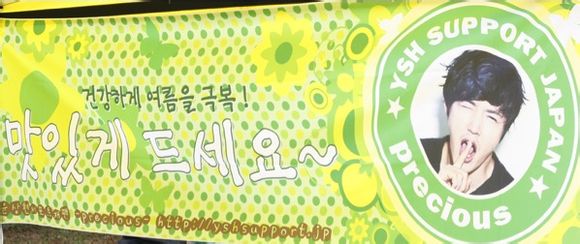 건강하게 여름을 극복!
맛있게 드세요~
-precious- http://yshsupport.jp
★ YSH SUPPORT JAPAN ★
precious